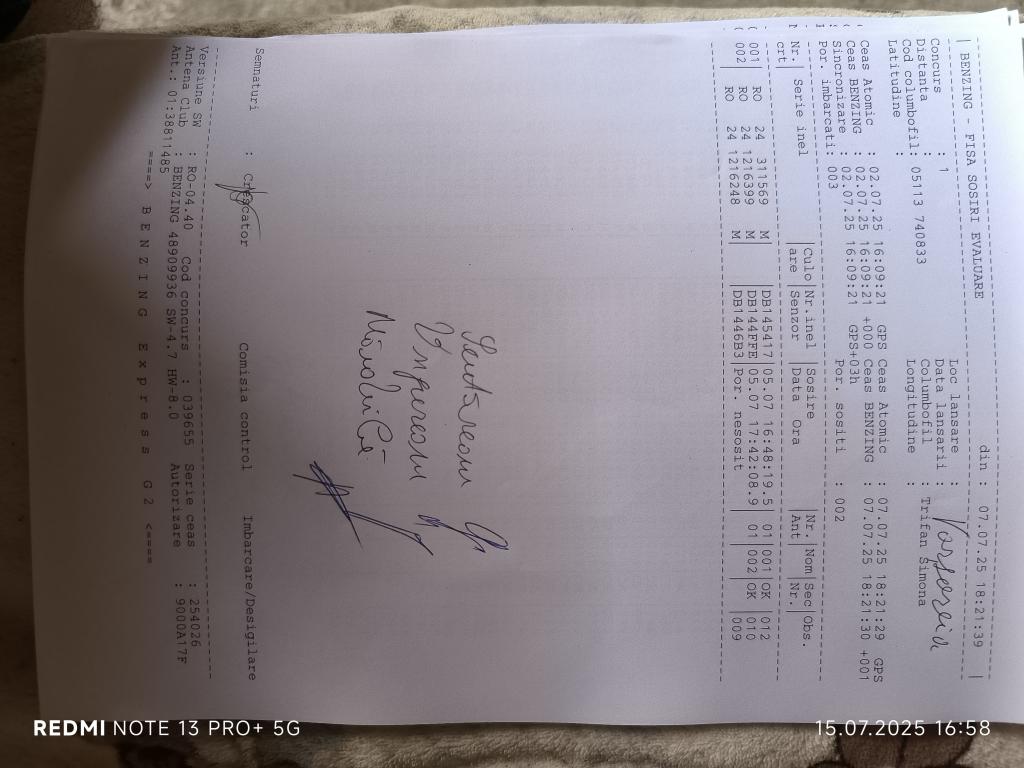 | BENZING - FISA SOSIRI EVALUARE din : 07.07.25 18:21:39 |
Concurs : 1 Loc lansare :
Distanta : Data lansarii :
Cod columbofil: 05113 740833 Columbofil : Trifan Simona
Latitudine : Longitudine :
Ceas Atomic : 02.07.25 16:09:21 GPS Ceas Atomic : 07.07.25 18:21:29 GPS
Ceas BENZING : 02.07.25 16:09:21 +000 Ceas BENZING : 07.07.25 18:21:30 +001
Sincronizare : 02.07.25 16:09:21 GPS+03h
Por. imbarcati: 003 Por. sositi : 002
Nr.| Serie inel |Culo|Nr.inel| Sosire |Nr.|Nom|Sec|Obs.
crt |are |Senzor| Data Ora |Ant| |Nr.|
( 001| RO 24 311569 M| |DB145417 05.07 16:48:19.5| 01|001|OK |012
( 002| RO 24 1216399 M| |DB144FFE 05.07 17:42:08.9| 01|002|OK |010
RO 24 1216248 M| |DB1446B3 Por. nesosit | | | |009
Semnaturi : Crescator Comisia control Imbarcare/Desigilare
Versiune SW : RO-04.40 Cod concurs : 039655 Serie ceas : 254026
Antena Club : BENZING 48909936 SW-4.7 HW-8.0 Autorizare : 9000A17F
Ant.: 01:38811485
====> B E N Z I N G E x p r e s s G 2 <====
REDMI NOTE 13 PRO+ 5G 15.07.2025 16:58